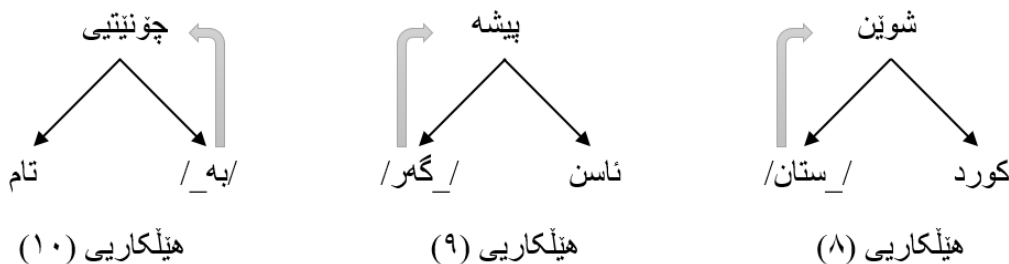 شوێن
پیشە
چۆنێتیی
کورد
/_ستان/
ئاسن
/_گەر/
/بە_/
تام
هێڵکاریی (٨)
هێڵکاریی (٩)
هێڵکاریی (١٠)